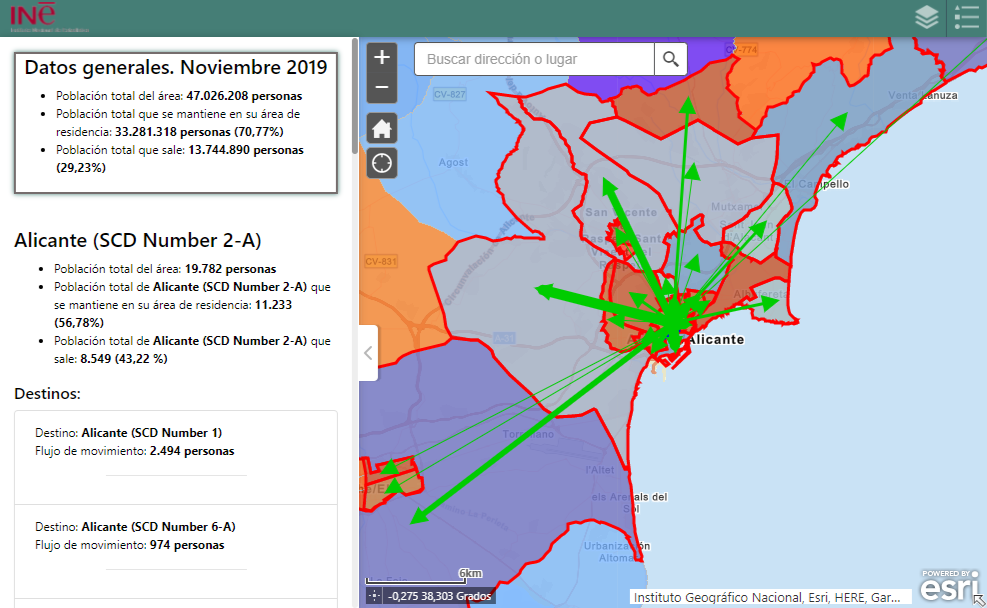 INE
Datos generales. Noviembre 2019
Población total del área: 47.026.208 personas
Población total que se mantiene en su área de
residencia: 33.281.318 personas (70,77%)
Población total que sale: 13.744.890 personas
(29,23%)
Alicante (SCD Number 2-A)
Población total del área: 19.782 personas
Población total de Alicante (SCD Number 2-A) que
se mantiene en su área de residencia: 11.233
(56,78%)
Población total de Alicante (SCD Number 2-A) que
sale: 8.549 (43,22 %)
Destinos:
Destino: Alicante (SCD Number 1)
Flujo de movimiento: 2.494 personas
Destino: Alicante (SCD Number 6-A)
Flujo de movimiento: 974 personas
+
−
Buscar dirección o lugar
CV-774
CV-827
Venta Lanuza
Agost
El Campello
Mutxamel
San Vicente
CV-831
A-31
Alicante
Torrellano
l'Altet
els Arenals del
Sol
Urbanización
6km
-0,275 38,303 Grados
Instituto Geográfico Nacional, Esri, HERE, Gar...
POWERED BY
esri